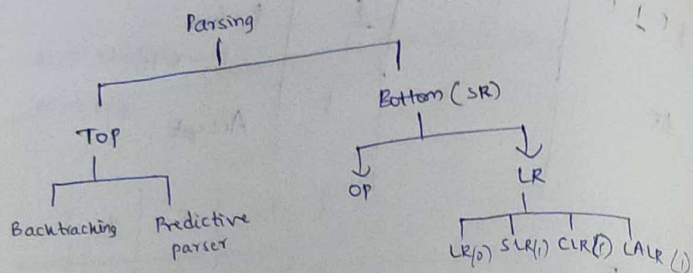 Parsing
Bottom (SR)
TOP
OP
LR
Backtracking
Predictive
parser
LR(0) SLR(1) CLR(1) LALR (1)